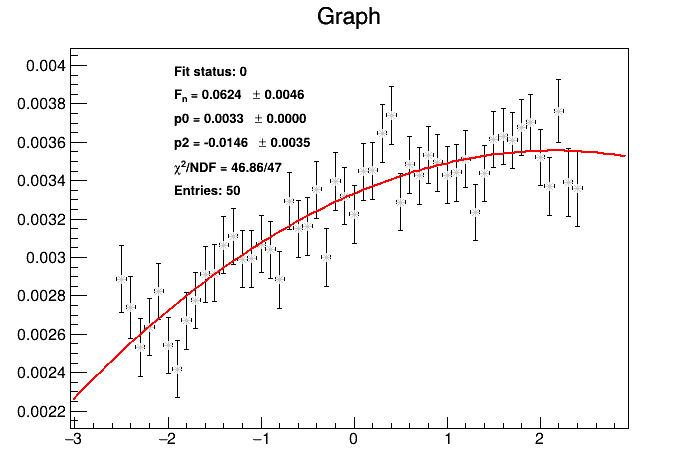 Graph
Fit status: 0
Fn = 0.0624 ± 0.0046
p0 = 0.0033 ± 0.0000
p2 = -0.0146 ± 0.0035
χ²/NDF = 46.86/47
Entries: 50
0.004
0.0038
0.0036
0.0034
0.0032
0.003
0.0028
0.0026
0.0024
0.0022
−3 −2 −1 0 1 2